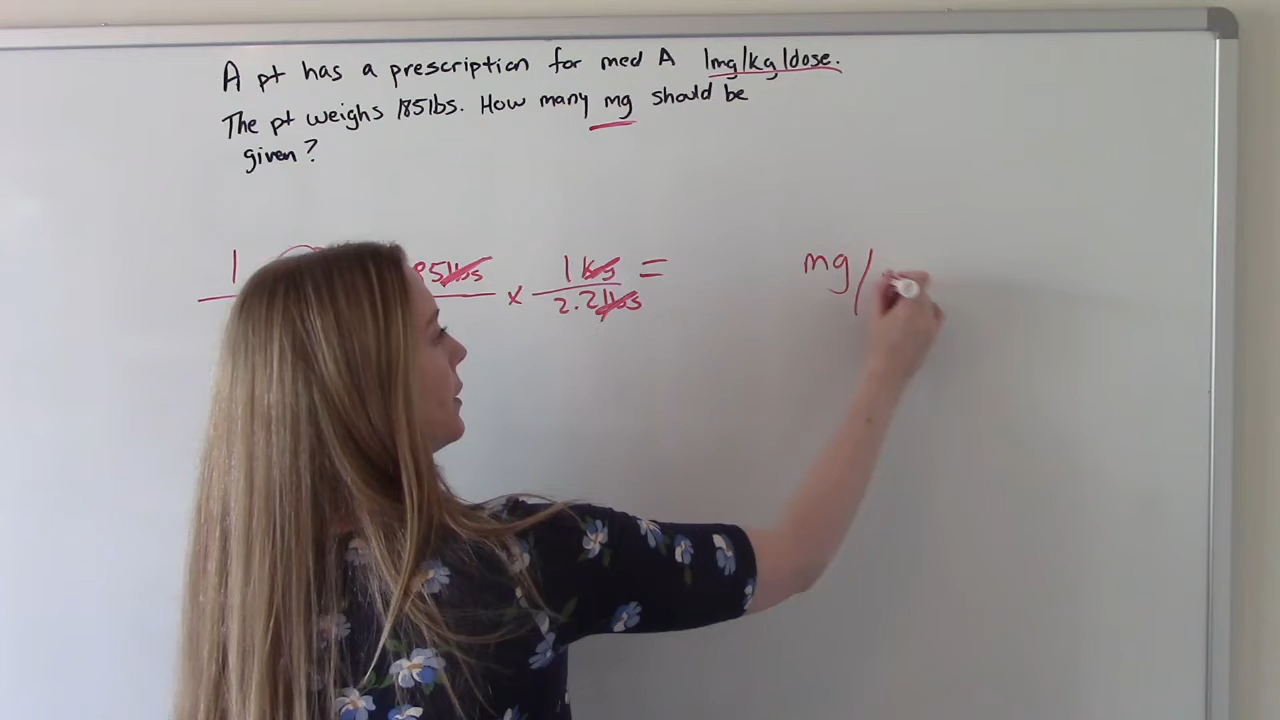 A pt has a prescription for med A 1mg/kg/dose.
The pt weighs 185lbs. How many mg should be
given?
1 85lbs x 1kg = mg/
2.2lbs